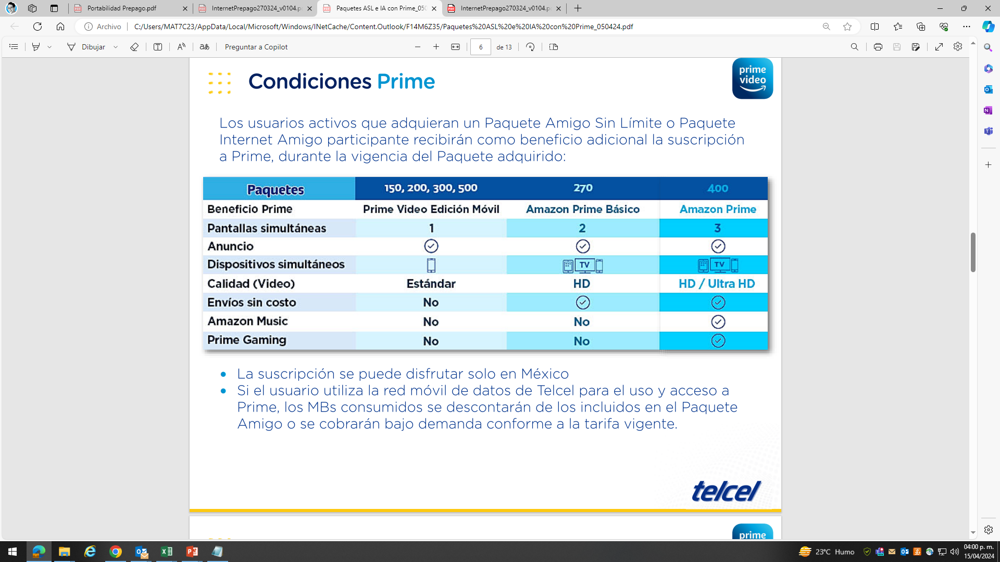 Portabilidad Prepago.pdf
InternetPrepago270324_v0104.p
Paquetes ASL e IA con Prime_050
InternetPrepago270324_v0104.p
Archivo
C:/Users/MAT7C23/AppData/Local/Microsoft/Windows/INetCache/Content.Outlook/F14M6Z35/Paquetes%20ASL%20e%20IA%20con%20Prime_050424.pdf
Dibujar
Preguntar a Copilot
6 de 13
Condiciones Prime
prime video
Los usuarios activos que adquieran un Paquete Amigo Sin Límite o Paquete
Internet Amigo participante recibirán como beneficio adicional la suscripción
a Prime, durante la vigencia del Paquete adquirido:
Paquetes 150, 200, 300, 500 270 400
Beneficio Prime Prime Video Edición Móvil Amazon Prime Básico Amazon Prime
Pantallas simultáneas 1 2 3
Anuncio
Dispositivos simultáneos TV TV
Calidad (Video) Estándar HD HD / Ultra HD
Envíos sin costo No
Amazon Music No No
Prime Gaming No No
• La suscripción se puede disfrutar solo en México
• Si el usuario utiliza la red móvil de datos de Telcel para el uso y acceso a
Prime, los MBs consumidos se descontarán de los incluidos en el Paquete
Amigo o se cobrarán bajo demanda conforme a la tarifa vigente.
telcel
prime
23°C Humo
04:00 p. m.
15/04/2024